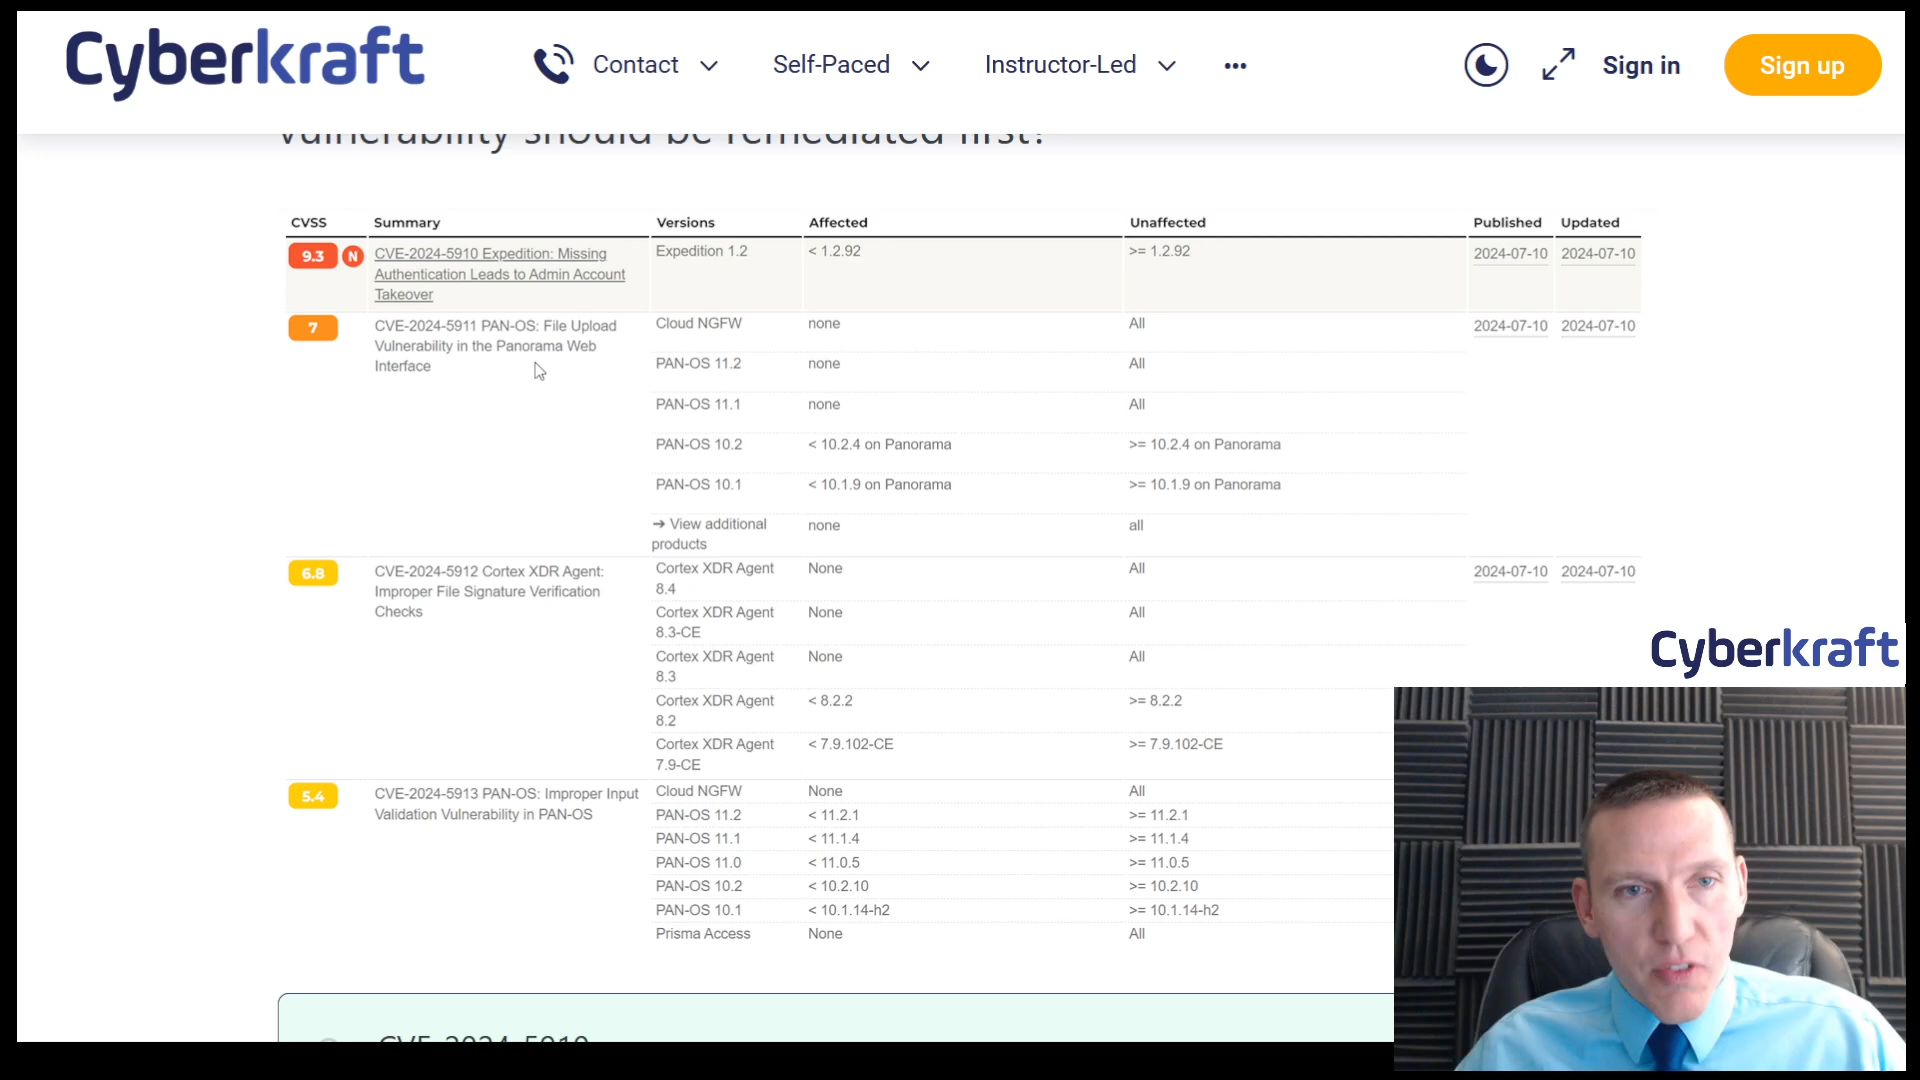 Cyberkraft
Contact
Self-Paced
Instructor-Led
Sign in
Sign up
vulnerability should be remediated first?
CVSS Summary Versions Affected Unaffected Published Updated
9.3 N CVE-2024-5910 Expedition: Missing Expedition 1.2 < 1.2.92 >= 1.2.92 2024-07-10 2024-07-10
Authentication Leads to Admin Account
Takeover
7 CVE-2024-5911 PAN-OS: File Upload Cloud NGFW none All 2024-07-10 2024-07-10
Vulnerability in the Panorama Web
Interface
PAN-OS 11.2 none All
PAN-OS 11.1 none All
PAN-OS 10.2 < 10.2.4 on Panorama >= 10.2.4 on Panorama
PAN-OS 10.1 < 10.1.9 on Panorama >= 10.1.9 on Panorama
➔ View additional none all
products
6.8 CVE-2024-5912 Cortex XDR Agent: Cortex XDR Agent None All 2024-07-10 2024-07-10
Improper File Signature Verification 8.4
Checks Cortex XDR Agent None All
8.3-CE
Cortex XDR Agent None All
8.3
Cortex XDR Agent < 8.2.2 >= 8.2.2
8.2
Cortex XDR Agent < 7.9.102-CE >= 7.9.102-CE
7.9-CE
5.4 CVE-2024-5913 PAN-OS: Improper Input Cloud NGFW None All
Validation Vulnerability in PAN-OS PAN-OS 11.2 < 11.2.1 >= 11.2.1
PAN-OS 11.1 < 11.1.4 >= 11.1.4
PAN-OS 11.0 < 11.0.5 >= 11.0.5
PAN-OS 10.2 < 10.2.10 >= 10.2.10
PAN-OS 10.1 < 10.1.14-h2 >= 10.1.14-h2
Prisma Access None All
Cyberkraft
CVE-2024-5910